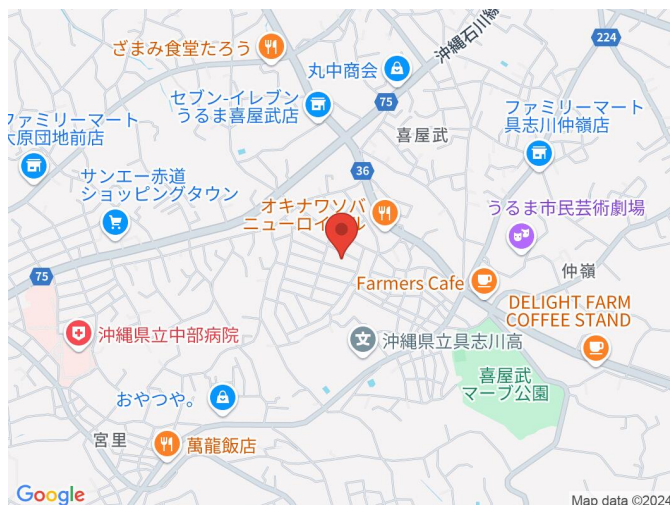 ざまみ食堂たろう
沖縄石川線
224
丸中商会
75
セブン-イレブン
うるま喜屋武店
喜屋武
ファミリーマート
具志川仲嶺店
ファミリーマート
大原団地前店
サンエー赤道
ショッピングタウン
36
オキナワソバ
ニューロイ
ル
うるま市民芸術劇場
仲嶺
75
Farmers Cafe
DELIGHT FARM
COFFEE STAND
沖縄県立中部病院
文
沖縄県立具志川高
喜屋武
マーブ公園
おやつや。
宮里
萬龍飯店
Google
Map data ©2024